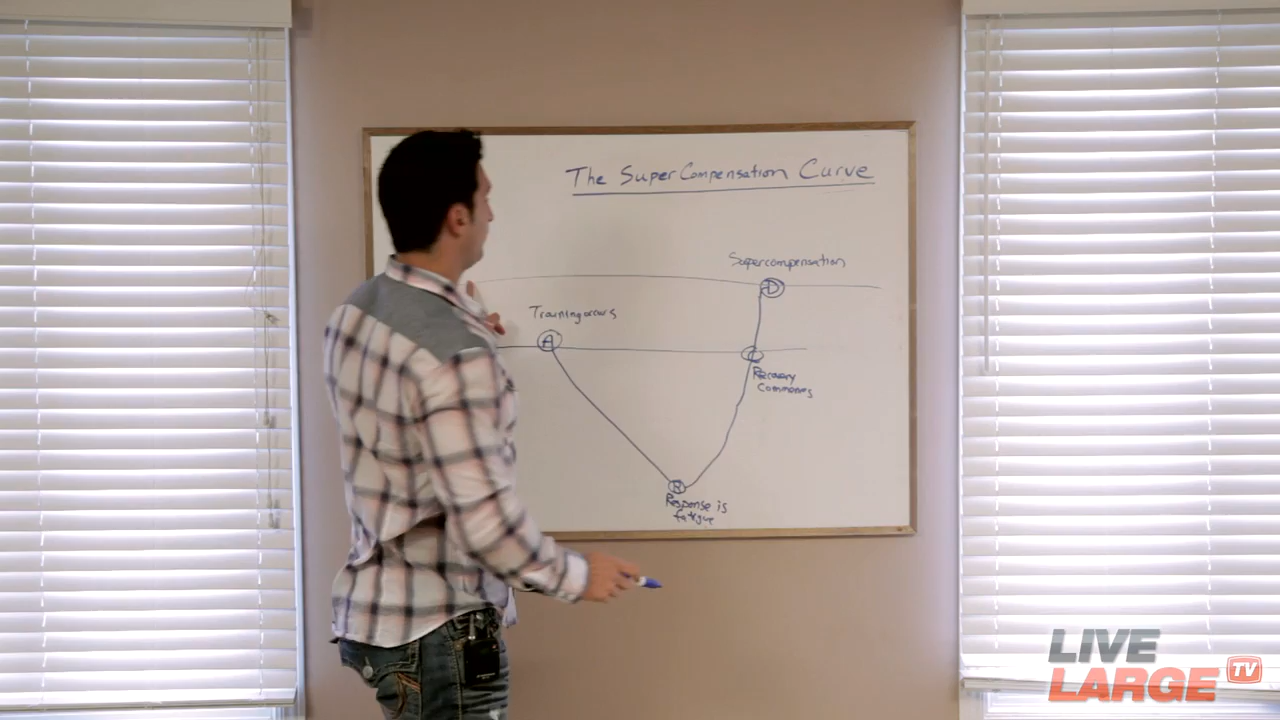 The SuperCompensation Curve
Supercompensation
Training occurs
D
A
C
Recovery
Commences
B
Response is
fatigue
LIVE
LARGE TV